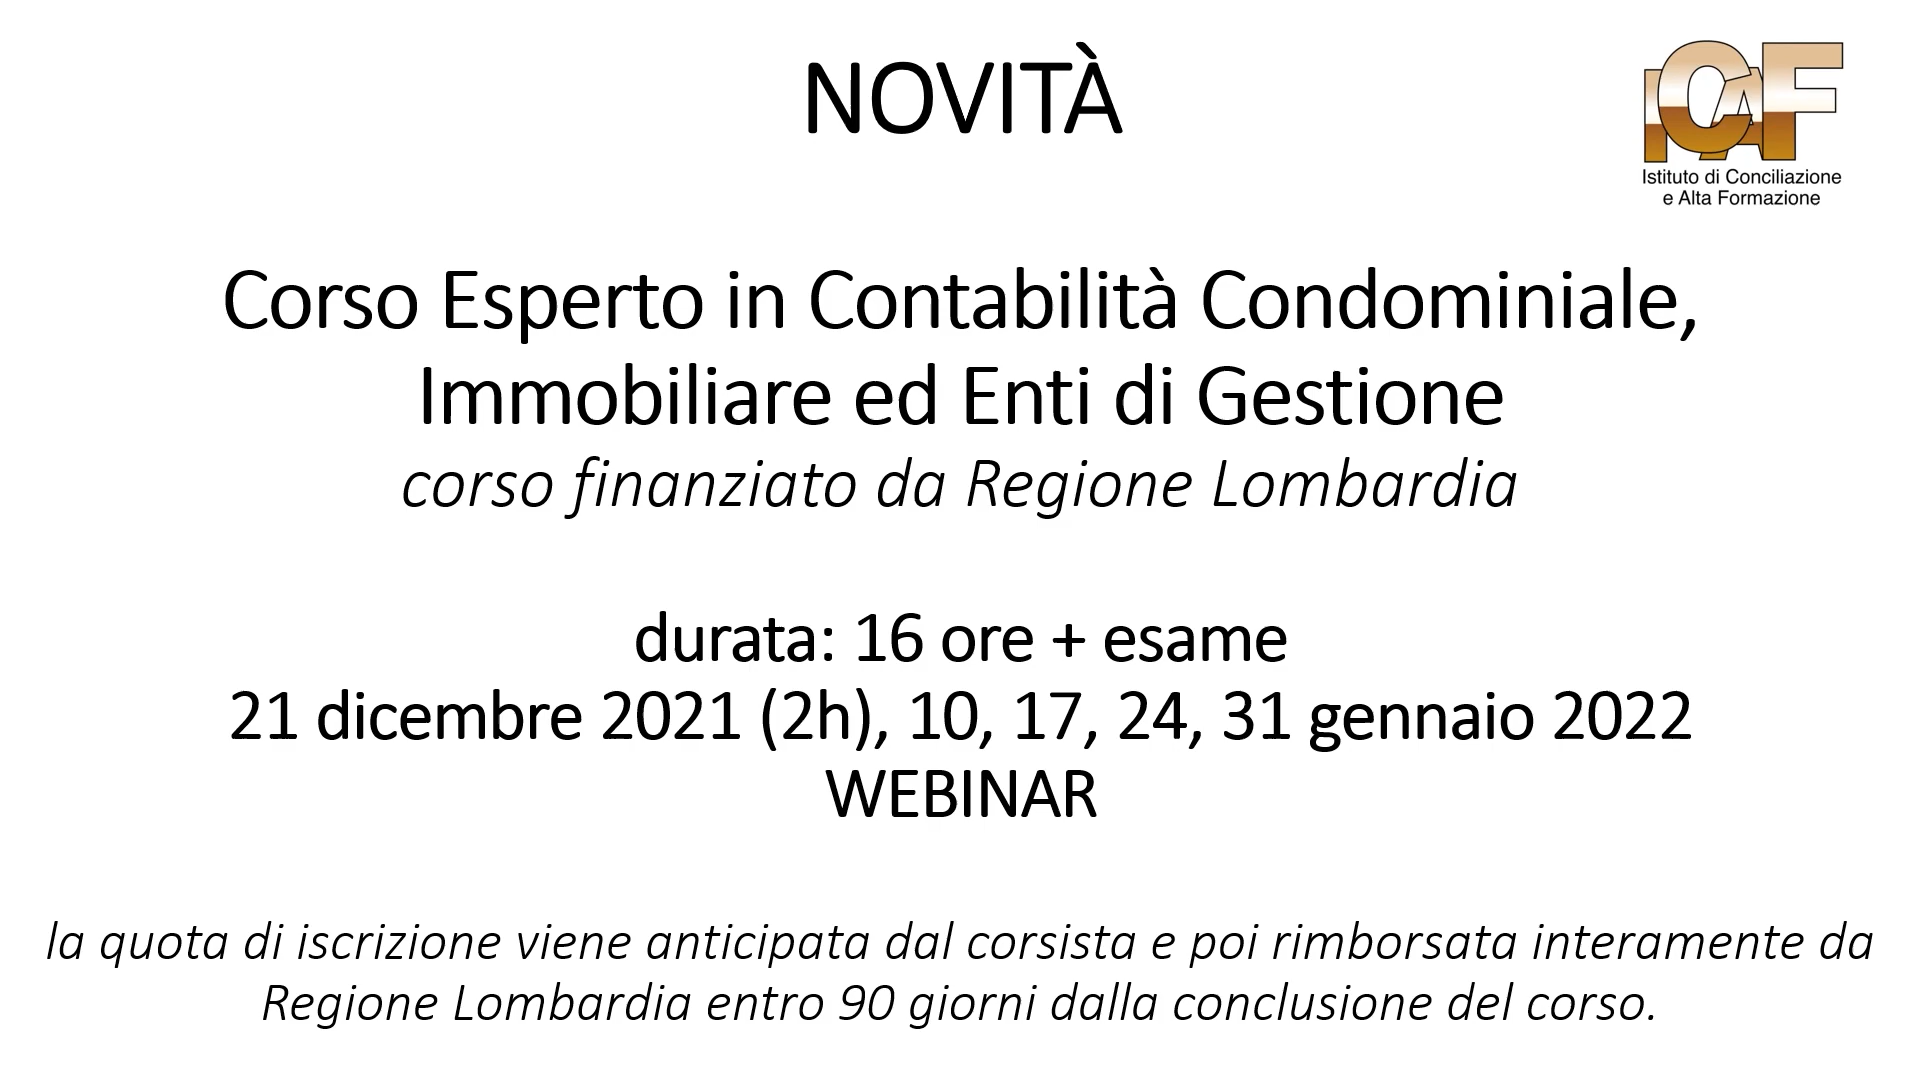 NOVITÀ
ICAF
Istituto di Conciliazione
e Alta Formazione
Corso Esperto in Contabilità Condominiale,
Immobiliare ed Enti di Gestione
corso finanziato da Regione Lombardia
durata: 16 ore + esame
21 dicembre 2021 (2h), 10, 17, 24, 31 gennaio 2022
WEBINAR
la quota di iscrizione viene anticipata dal corsista e poi rimborsata interamente da
Regione Lombardia entro 90 giorni dalla conclusione del corso.